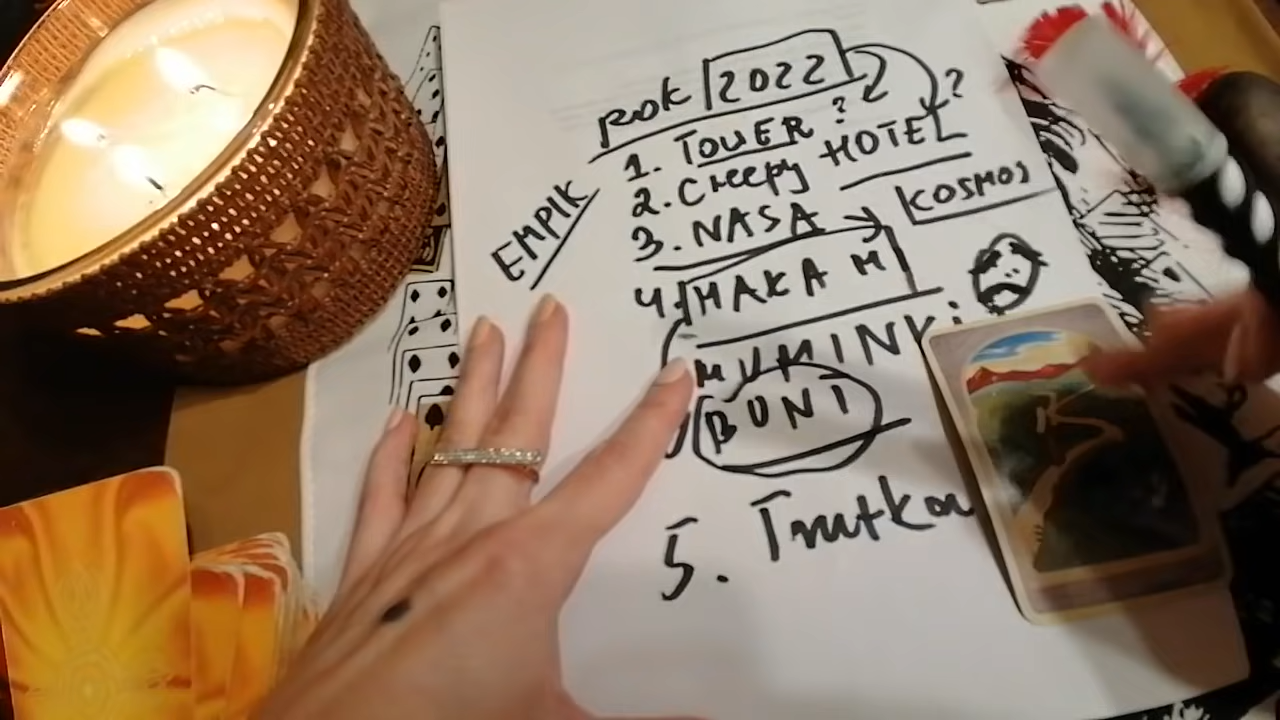 ROK 2022
1. TOWER ? ?
2. Creepy HOTEL
EMPIK
3. NASA → KOSMOS
4. HAKA M
MUMINKI
BUNI
5. Trutka